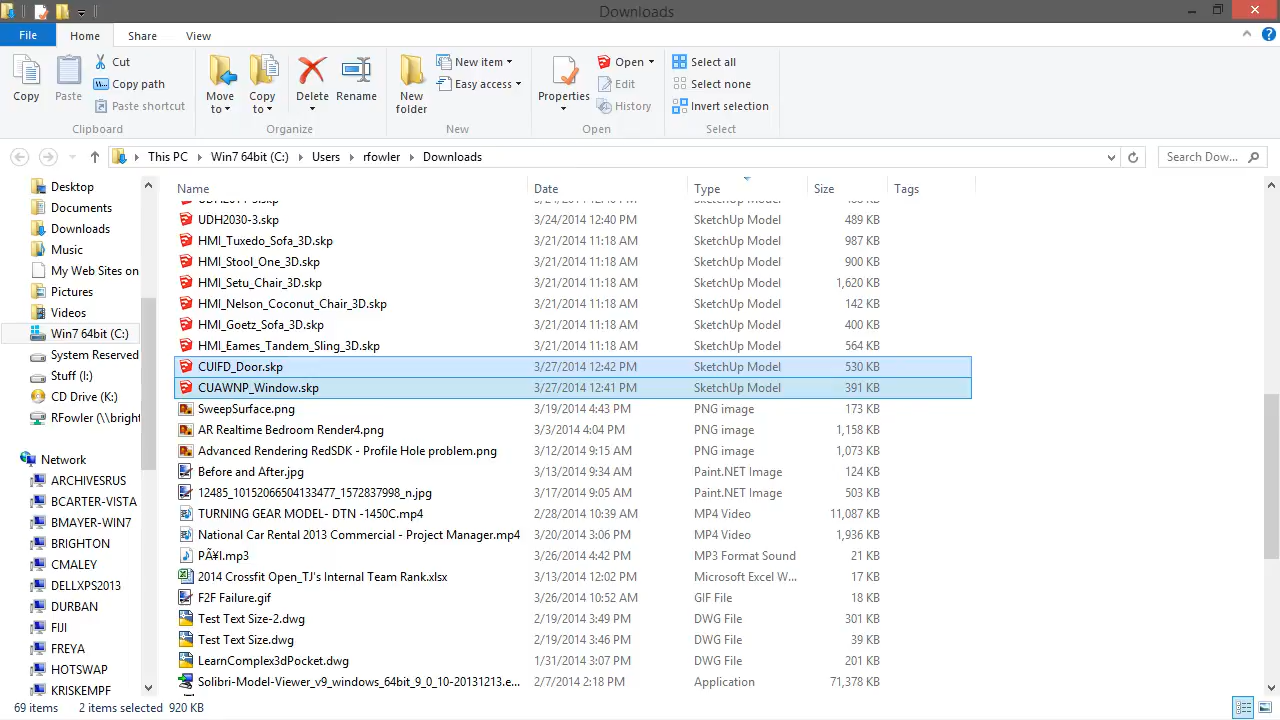 Downloads
File Home Share View
Copy
Paste
Cut
Copy path
Paste shortcut
Clipboard
Move to
Copy to
Delete
Rename
Organize
New folder
New item
Easy access
New
Properties
Open
Edit
History
Open
Select all
Select none
Invert selection
Select
This PC Win7 64bit (C:) Users rfowler Downloads
Search Dow...
Desktop
Documents
Downloads
Music
My Web Sites on
Pictures
Videos
Win7 64bit (C:)
System Reserved
Stuff (I:)
CD Drive (K:)
RFowler (\\bright
Network
ARCHIVESRUS
BCARTER-VISTA
BMAYER-WIN7
BRIGHTON
CMALEY
DELLXPS2013
DURBAN
FIJI
FREYA
HOTSWAP
KRISKEMPF
Name Date Type Size Tags
UDH2030-3.skp 3/24/2014 12:40 PM SketchUp Model 489 KB
HMI_Tuxedo_Sofa_3D.skp 3/21/2014 11:18 AM SketchUp Model 987 KB
HMI_Stool_One_3D.skp 3/21/2014 11:18 AM SketchUp Model 900 KB
HMI_Setu_Chair_3D.skp 3/21/2014 11:18 AM SketchUp Model 1,620 KB
HMI_Nelson_Coconut_Chair_3D.skp 3/21/2014 11:18 AM SketchUp Model 142 KB
HMI_Goetz_Sofa_3D.skp 3/21/2014 11:18 AM SketchUp Model 400 KB
HMI_Eames_Tandem_Sling_3D.skp 3/21/2014 11:18 AM SketchUp Model 564 KB
CUIFD_Door.skp 3/27/2014 12:42 PM SketchUp Model 530 KB
CUAWNP_Window.skp 3/27/2014 12:41 PM SketchUp Model 391 KB
SweepSurface.png 3/19/2014 4:43 PM PNG image 173 KB
AR Realtime Bedroom Render4.png 3/3/2014 4:04 PM PNG image 1,158 KB
Advanced Rendering RedSDK - Profile Hole problem.png 3/12/2014 9:15 AM PNG image 1,073 KB
Before and After.jpg 3/13/2014 9:34 AM Paint.NET Image 124 KB
12485_10152066504133477_1572837998_n.jpg 3/17/2014 9:05 AM Paint.NET Image 503 KB
TURNING GEAR MODEL- DTN -1450C.mp4 2/28/2014 10:39 AM MP4 Video 11,087 KB
National Car Rental 2013 Commercial - Project Manager.mp4 3/20/2014 3:06 PM MP4 Video 1,936 KB
PÃ¥l.mp3 3/26/2014 4:42 PM MP3 Format Sound 21 KB
2014 Crossfit Open_TJ's Internal Team Rank.xlsx 3/13/2014 12:02 PM Microsoft Excel W... 17 KB
F2F Failure.gif 3/26/2014 10:52 AM GIF File 18 KB
Test Text Size-2.dwg 2/19/2014 3:49 PM DWG File 301 KB
Test Text Size.dwg 2/19/2014 3:46 PM DWG File 39 KB
LearnComplex3dPocket.dwg 1/31/2014 3:07 PM DWG File 201 KB
Solibri-Model-Viewer_v9_windows_64bit_9_0_10-20131213.e... 2/7/2014 2:18 PM Application 71,378 KB
69 items 2 items selected 920 KB